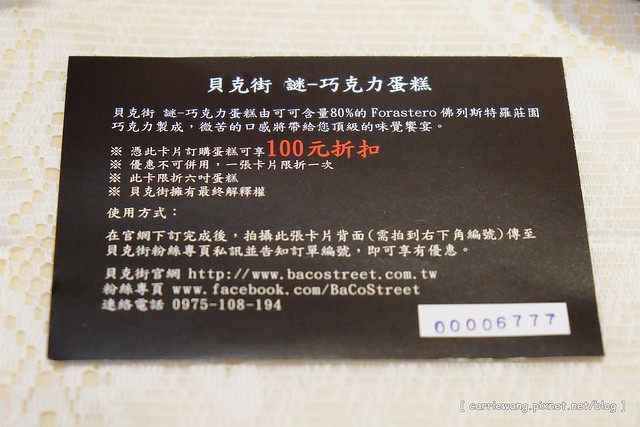 貝克街 謎-巧克力蛋糕
貝克街 謎-巧克力蛋糕由可可含量80%的 Forastero 佛列斯特羅莊園
巧克力製成，微苦的口感將帶給您頂級的味覺饗宴。
※ 憑此卡片訂購蛋糕可享100元折扣
※ 優惠不可併用，一張卡片限折一次
※ 此卡限折六吋蛋糕
※ 貝克街擁有最終解釋權
使用方式：
在官網下訂完成後，拍攝此張卡片背面(需拍到右下角編號)傳至
貝克街粉絲專頁私訊並告知訂單編號，即可享有優惠。
貝克街官網 http://www.bacostreet.com.tw
粉絲專頁 www.facebook.com/BaCoStreet
連絡電話 0975-108-194
00006777
[ carriewang.pixnet.net/blog ]